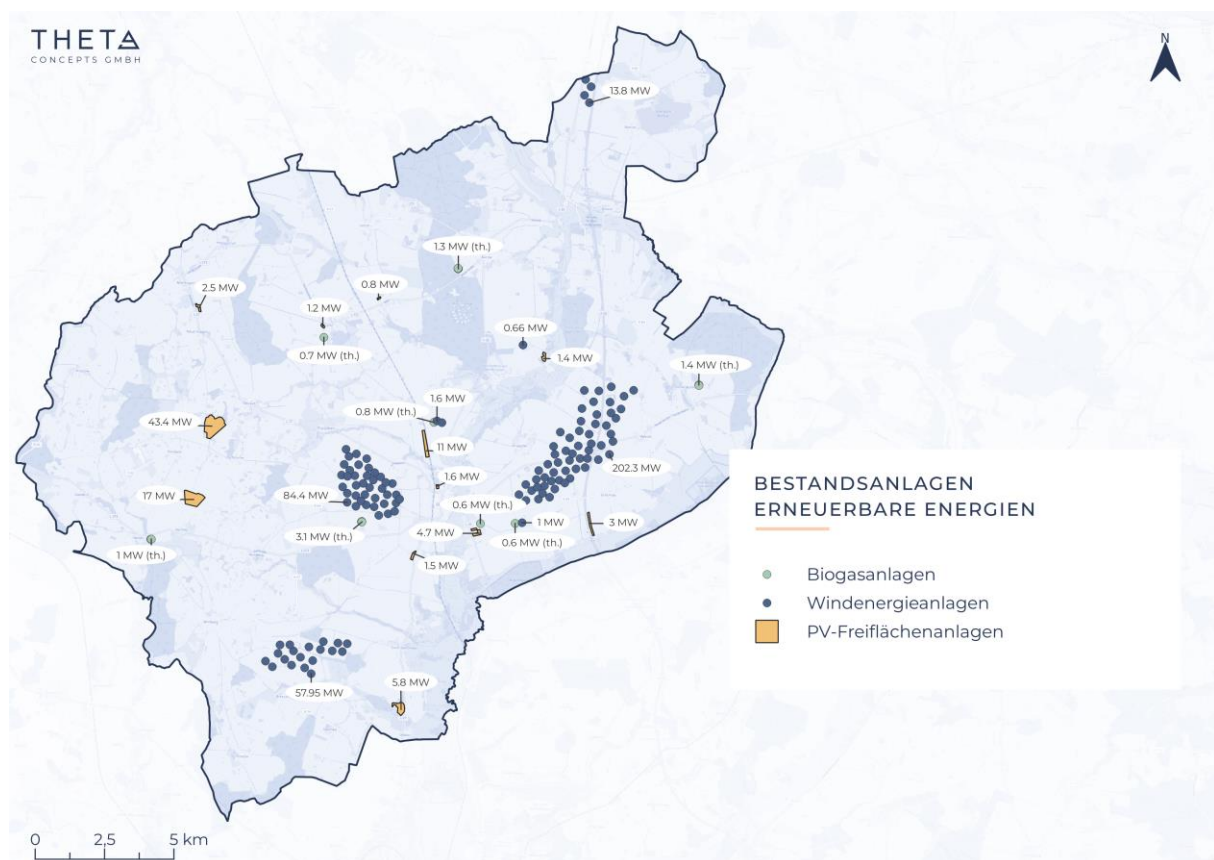 THETA
CONCEPTS GMBH
N
13.8 MW
1.3 MW (th.)
2.5 MW
0.8 MW
1.2 MW
0.7 MW (th.)
0.66 MW
1.4 MW
1.4 MW (th.)
1.6 MW
0.8 MW (th.)
43.4 MW
11 MW
202.3 MW
1.6 MW
17 MW
84.4 MW
0.6 MW (th.)
3.1 MW (th.)
4.7 MW
1 MW
3 MW
0.6 MW (th.)
1 MW (th.)
1.5 MW
57.95 MW
5.8 MW
BESTANDSANLAGEN
ERNEUERBARE ENERGIEN
Biogasanlagen
Windenergieanlagen
PV-Freiflächenanlagen
0 2,5 5 km